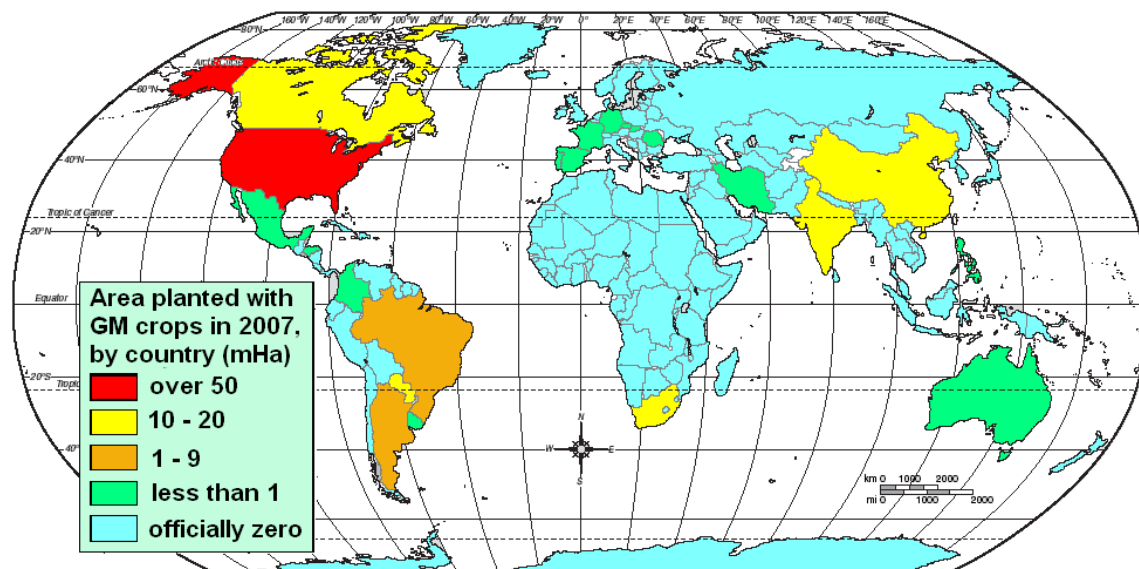 160°W 140°W 120°W 100°W 80°W 60°W 40°W 20°W 0° 20°E 40°E 60°E 80°E 100°E 120°E 140°E 160°E
80°N
Arctic Circle
60°N
40°N
Tropic of Cancer
20°N
Equator
20°S
Tropic
40°
Area planted with
GM crops in 2007,
by country (mHa)
over 50
10 - 20
1 - 9
less than 1
officially zero
N
W E
S
km 0 1000 2000
mi 0 1000 2000